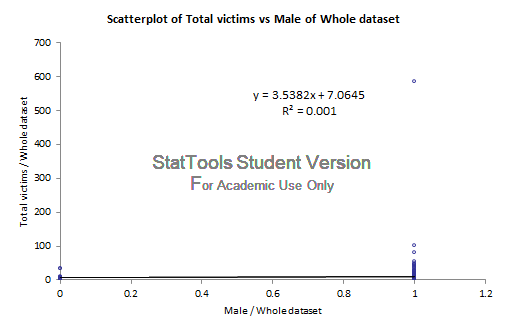 Scatterplot of Total victims vs Male of Whole dataset
700
600
500
400
300
200
100
0
Total victims / Whole dataset
y = 3.5382x + 7.0645
R² = 0.001
StatTools Student Version
For Academic Use Only
0 0.2 0.4 0.6 0.8 1 1.2
Male / Whole dataset